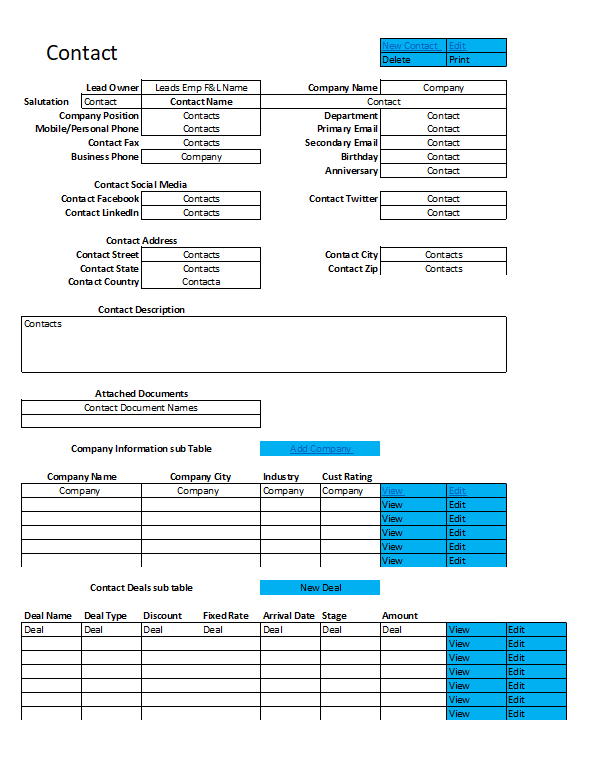 Contact
New Contact Edit
Delete Print
Lead Owner Leads Emp F&L Name Company Name Company
Salutation Contact Contact Name Contact
Company Position Contacts Department Contact
Mobile/Personal Phone Contacts Primary Email Contact
Contact Fax Contacts Secondary Email Contact
Business Phone Company Birthday Contact
Anniversary Contact
Contact Social Media
Contact Facebook Contacts Contact Twitter Contact
Contact LinkedIn Contacts Contact
Contact Address
Contact Street Contacts Contact City Contacts
Contact State Contacts Contact Zip Contacts
Contact Country Contacta
Contact Description
Contacts
Attached Documents
Contact Document Names
Company Information sub Table Add Company
Company Name Company City Industry Cust Rating
Company Company Company Company View Edit
View Edit
View Edit
View Edit
View Edit
View Edit
Contact Deals sub table New Deal
Deal Name Deal Type Discount Fixed Rate Arrival Date Stage Amount
Deal Deal Deal Deal Deal Deal Deal View Edit
View Edit
View Edit
View Edit
View Edit
View Edit
View Edit